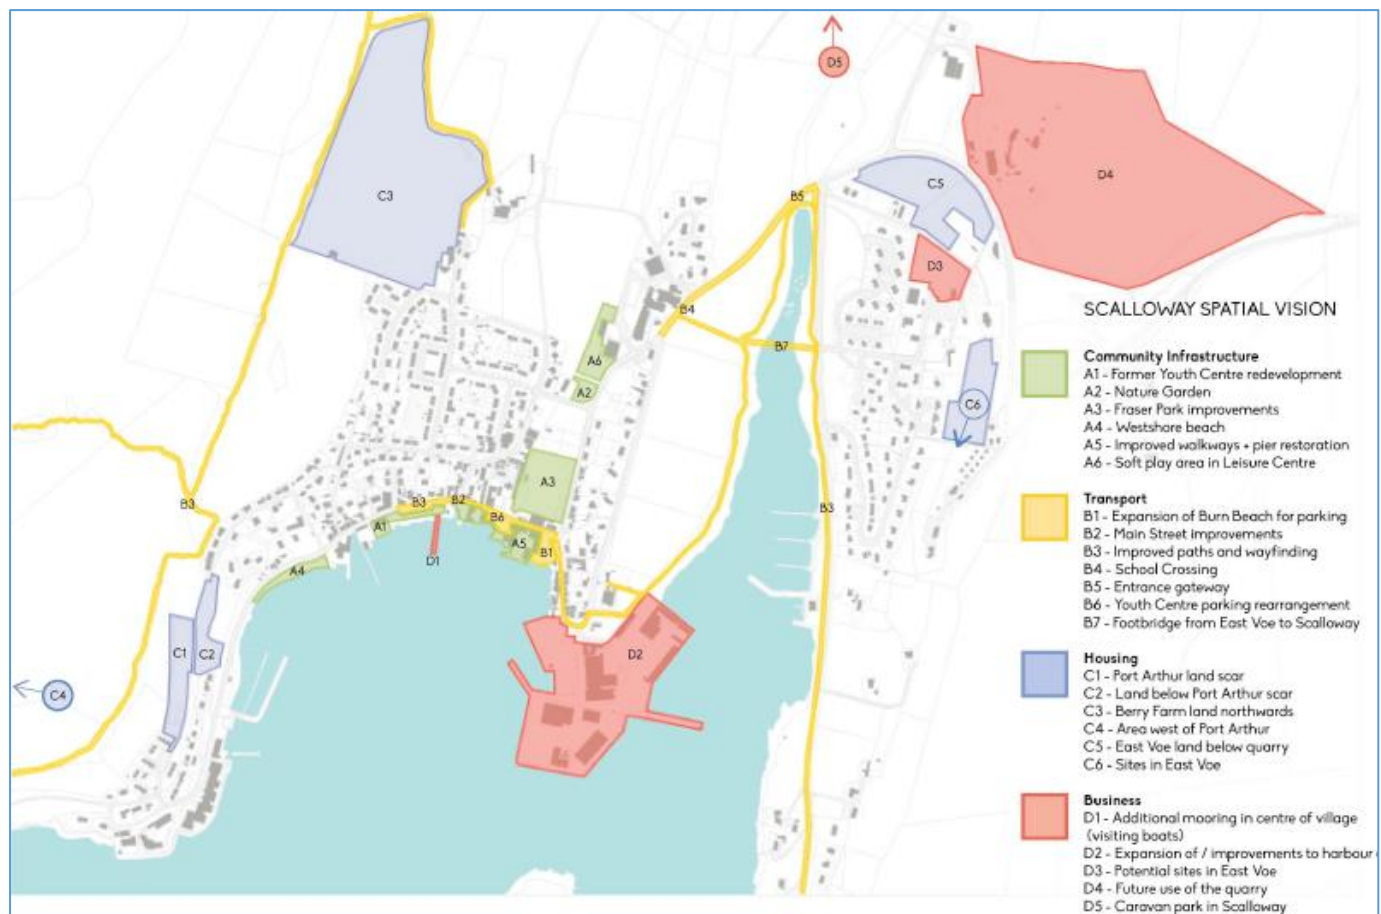 D5
C5
D4
C3
B5
D3
B4
B7
A6
A2
C6
A3
B3
B3
B2
B6
B3
A1
A5
B1
D1
A4
C1
C2
D2
C4
SCALLOWAY SPATIAL VISION
Community Infrastructure
A1 - Former Youth Centre redevelopment
A2 - Nature Garden
A3 - Fraser Park improvements
A4 - Westshore beach
A5 - Improved walkways + pier restoration
A6 - Soft play area in Leisure Centre
Transport
B1 - Expansion of Burn Beach for parking
B2 - Main Street improvements
B3 - Improved paths and wayfinding
B4 - School Crossing
B5 - Entrance gateway
B6 - Youth Centre parking rearrangement
B7 - Footbridge from East Voe to Scalloway
Housing
C1 - Port Arthur land scar
C2 - Land below Port Arthur scar
C3 - Berry Farm land northwards
C4 - Area west of Port Arthur
C5 - East Voe land below quarry
C6 - Sites in East Voe
Business
D1 - Additional mooring in centre of village
(visiting boats)
D2 - Expansion of / improvements to harbour
D3 - Potential sites in East Voe
D4 - Future use of the quarry
D5 - Caravan park in Scalloway